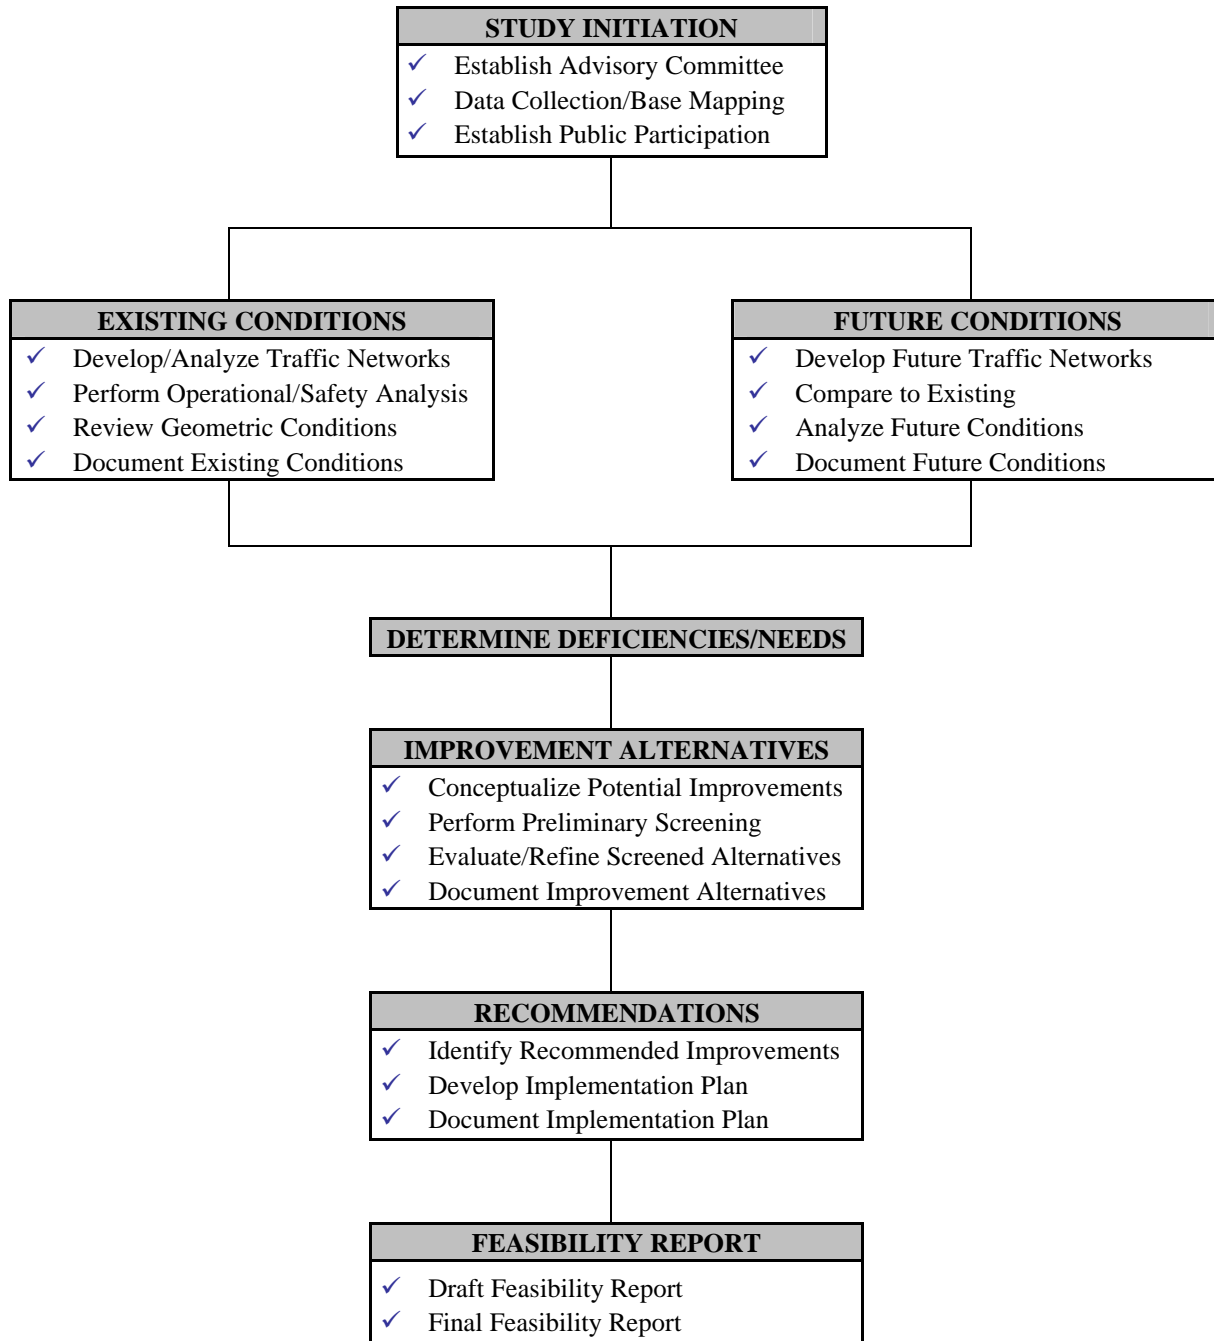 STUDY INITIATION
✓ Establish Advisory Committee
✓ Data Collection/Base Mapping
✓ Establish Public Participation
EXISTING CONDITIONS
✓ Develop/Analyze Traffic Networks
✓ Perform Operational/Safety Analysis
✓ Review Geometric Conditions
✓ Document Existing Conditions
FUTURE CONDITIONS
✓ Develop Future Traffic Networks
✓ Compare to Existing
✓ Analyze Future Conditions
✓ Document Future Conditions
DETERMINE DEFICIENCIES/NEEDS
IMPROVEMENT ALTERNATIVES
✓ Conceptualize Potential Improvements
✓ Perform Preliminary Screening
✓ Evaluate/Refine Screened Alternatives
✓ Document Improvement Alternatives
RECOMMENDATIONS
✓ Identify Recommended Improvements
✓ Develop Implementation Plan
✓ Document Implementation Plan
FEASIBILITY REPORT
✓ Draft Feasibility Report
✓ Final Feasibility Report